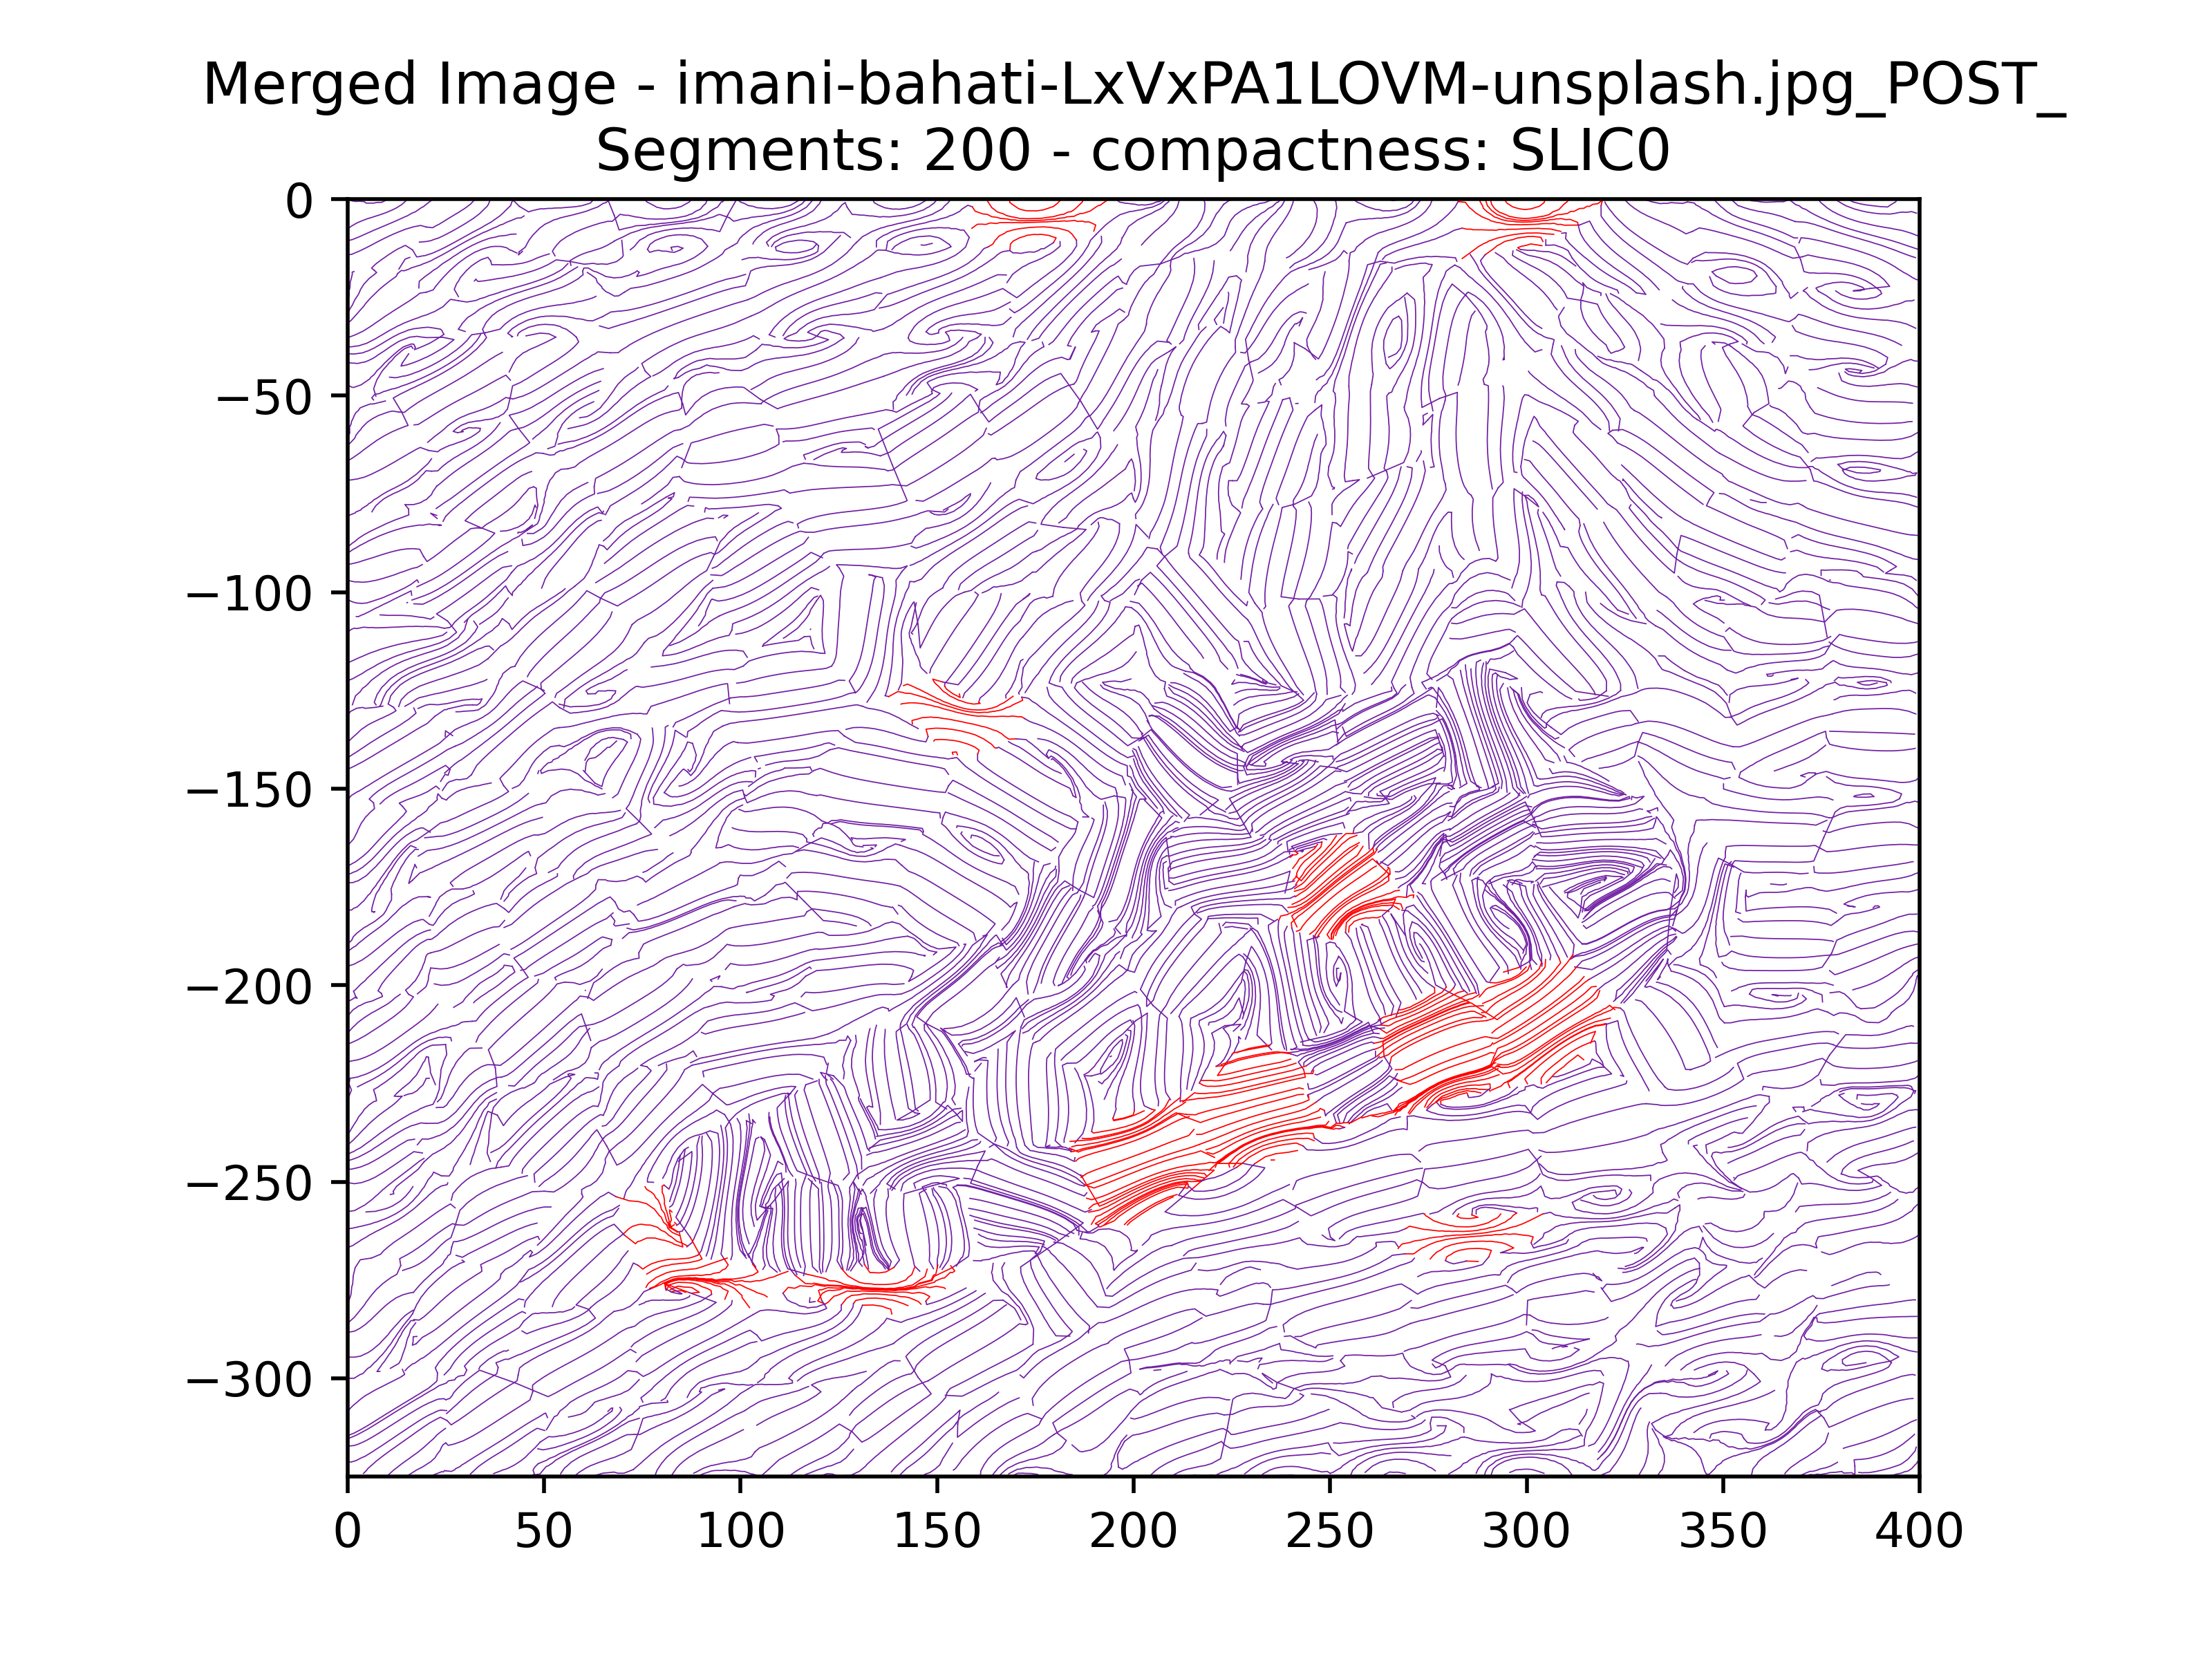 Merged Image - imani-bahati-LxVxPA1LOVM-unsplash.jpg_POST_
Segments: 200 - compactness: SLIC0
0
−50
−100
−150
−200
−250
−300
0 50 100 150 200 250 300 350 400